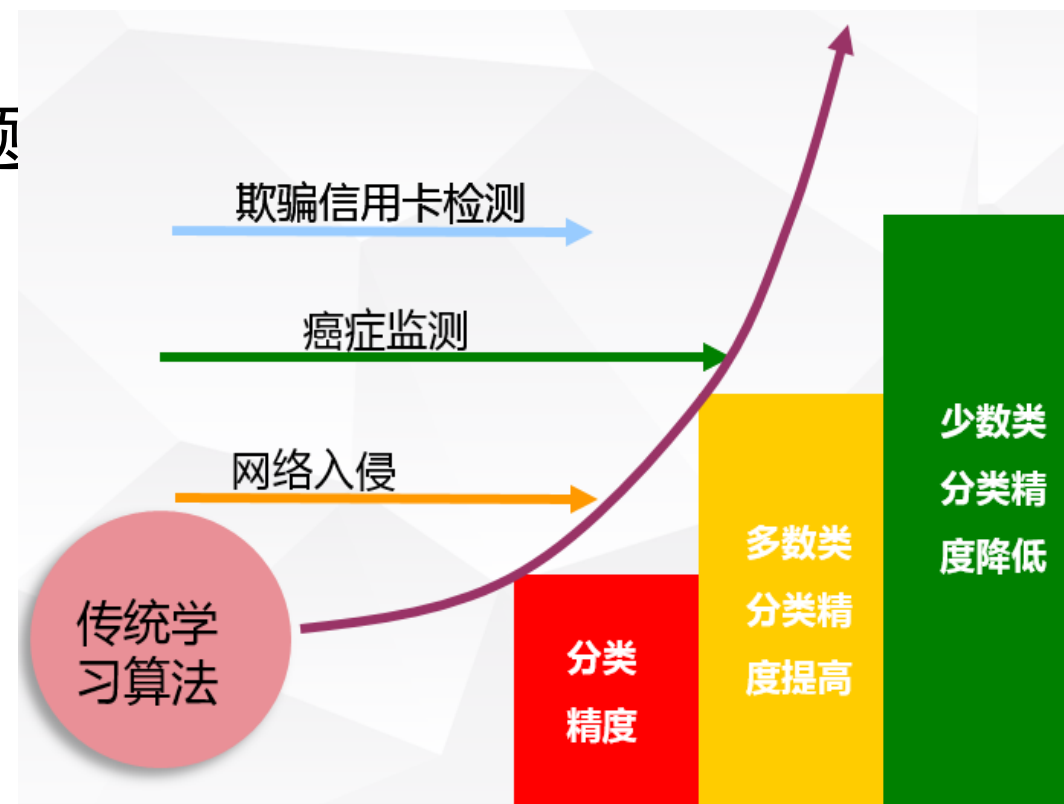 题
欺骗信用卡检测
癌症监测
网络入侵
传统学
习算法
分类
精度
多数类
分类精
度提高
少数类
分类精
度降低